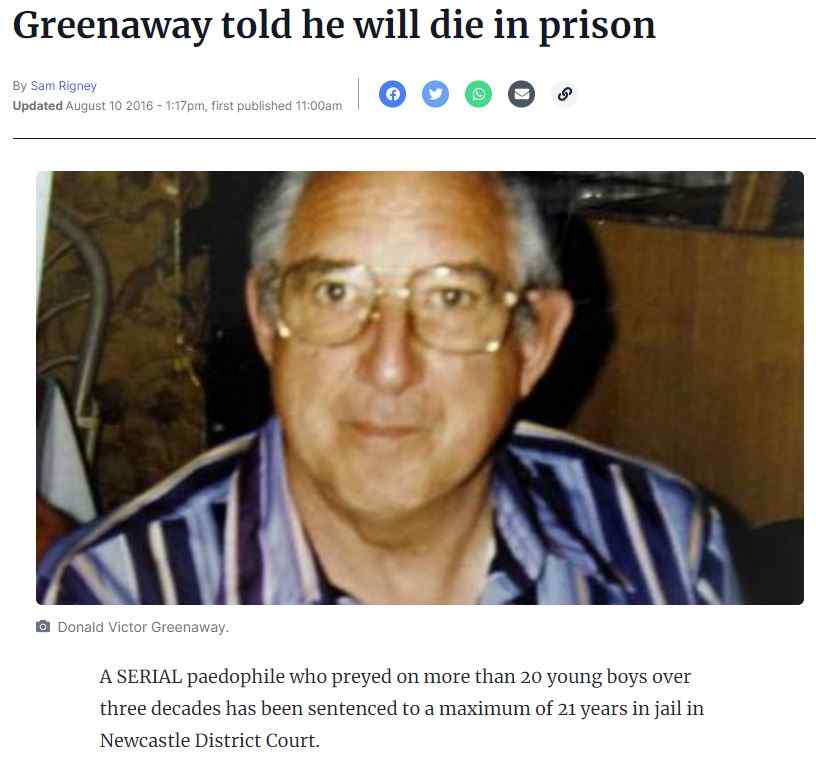 Greenaway told he will die in prison
By Sam Rigney
Updated August 10 2016 - 1:17pm, first published 11:00am
Donald Victor Greenaway.
A SERIAL paedophile who preyed on more than 20 young boys over
three decades has been sentenced to a maximum of 21 years in jail in
Newcastle District Court.